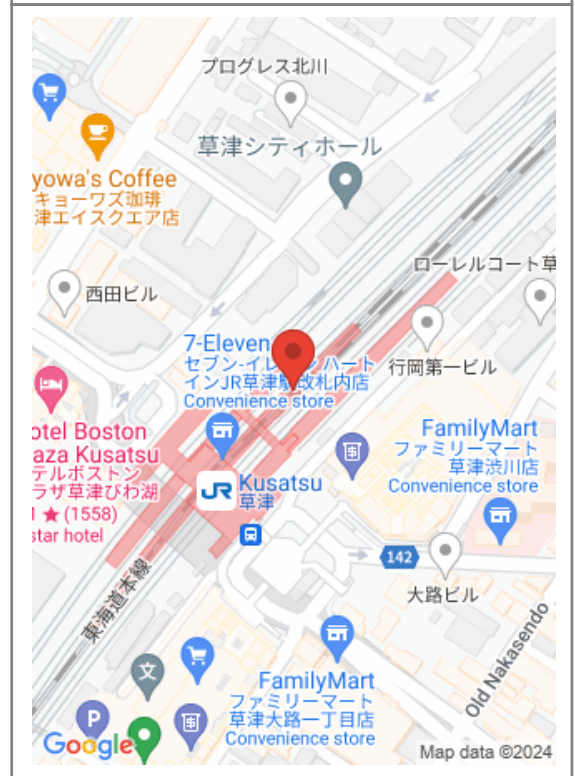 プログレス北川
草津シティホール
yowa's Coffee
キョーワズ珈琲
津エイスクエア店
ローレルコート草
西田ビル
7-Eleven
セブン-イレブン ハート
インJR草津駅改札内店
Convenience store
行岡第一ビル
otel Boston
aza Kusatsu
テルボストン
ラザ草津びわ湖
★ (1558)
star hotel
FamilyMart
ファミリーマート
草津渋川店
Convenience store
JR
Kusatsu
草津
142
大路ビル
東海道本線
Old Nakasendo
文
FamilyMart
ファミリーマート
草津大路一丁目店
Convenience store
P
Google
Map data ©2024